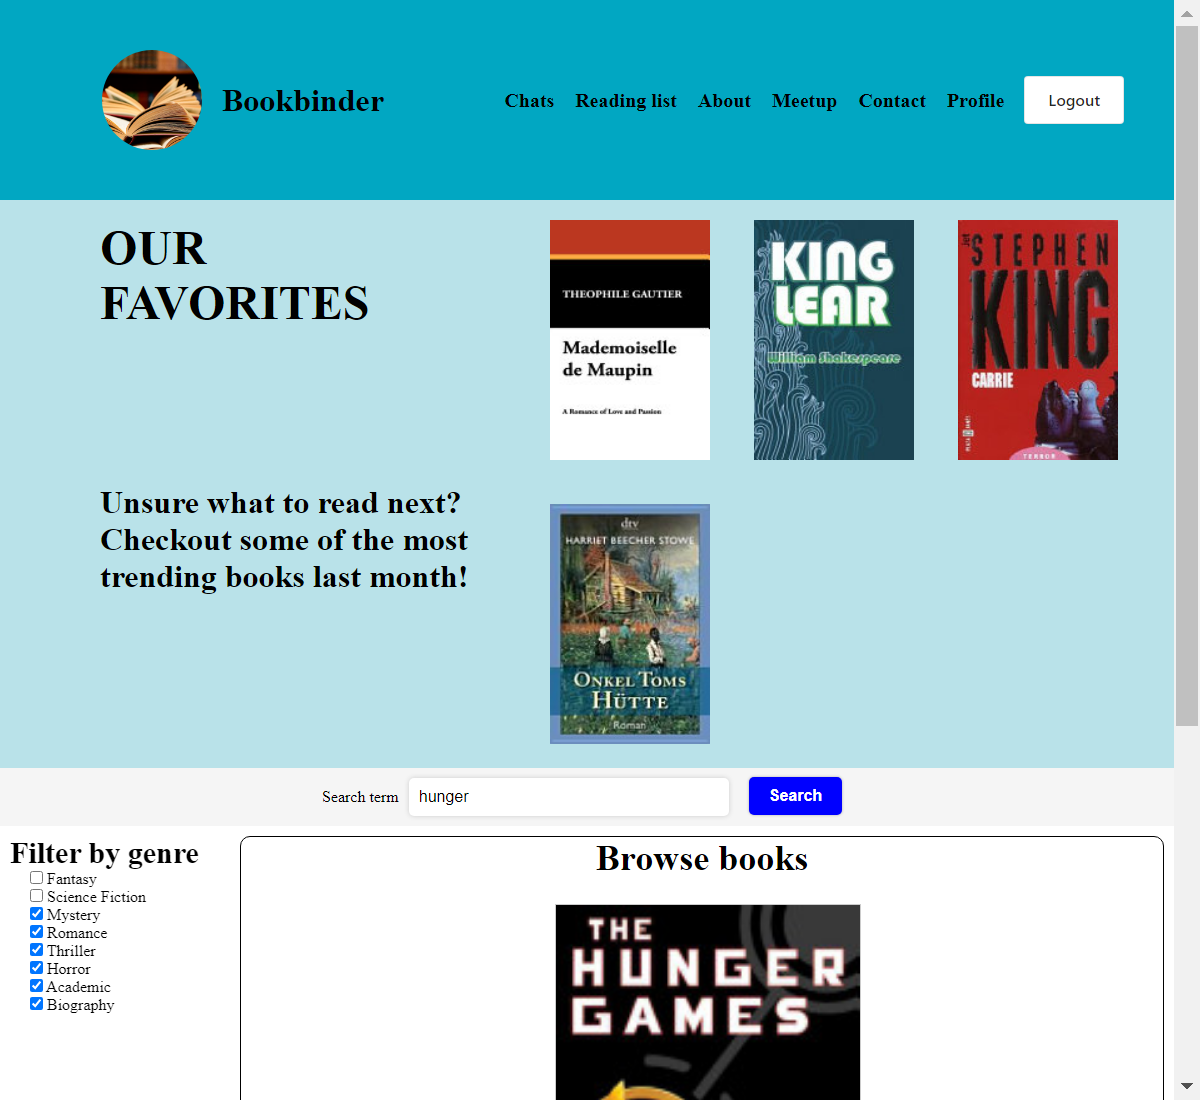 Bookbinder
Chats
Reading list
About
Meetup
Contact
Profile
Logout
OUR
FAVORITES
Unsure what to read next?
Checkout some of the most
trending books last month!
THEOPHILE GAUTIER
Mademoiselle
de Maupin
A Romance of Love and Passion
KING
LEAR
William Shakespeare
STEPHEN
KING
CARRIE
TERROR
dtv
HARRIET BEECHER STOWE
ONKEL TOMS
HÜTTE
Roman
Search term
hunger
Search
Filter by genre
Fantasy
Science Fiction
Mystery
Romance
Thriller
Horror
Academic
Biography
Browse books
THE
HUNGER
GAMES